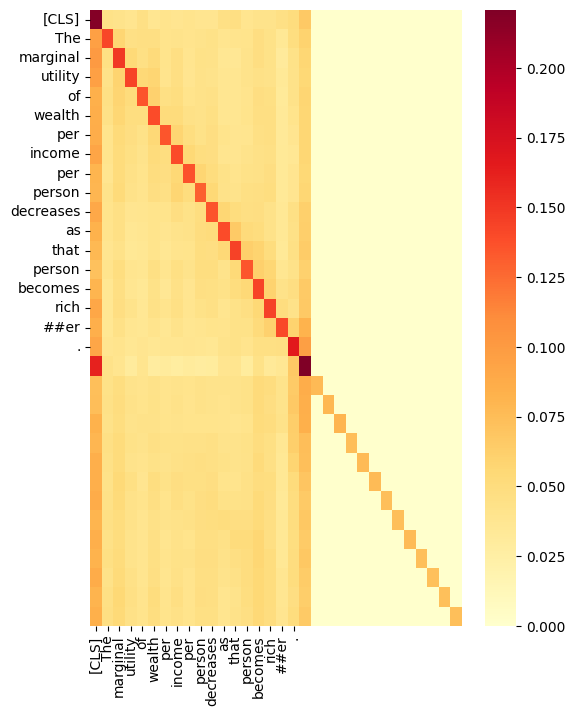 [CLS]
The
marginal
utility
of
wealth
per
income
per
person
decreases
as
that
person
becomes
rich
##er
.
[CLS]
The
marginal
utility
of
wealth
per
income
per
person
decreases
as
that
person
becomes
rich
##er
.
0.200
0.175
0.150
0.125
0.100
0.075
0.050
0.025
0.000